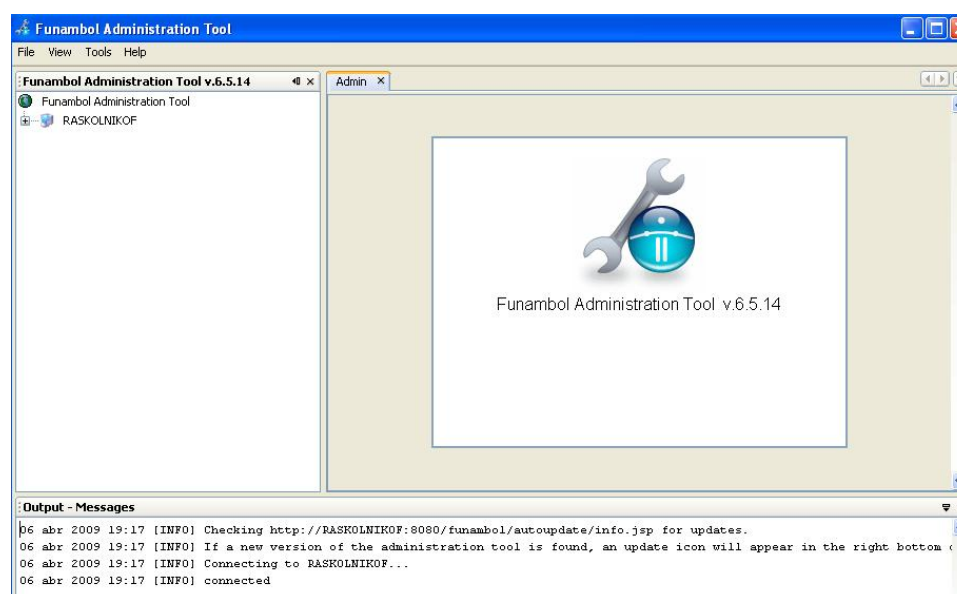 Funambol Administration Tool
File View Tools Help
Funambol Administration Tool v.6.5.14
Admin
Funambol Administration Tool
RASKOLNIKOF
Funambol Administration Tool v.6.5.14
Output - Messages
06 abr 2009 19:17 [INFO] Checking http://RASKOLNIKOF:8080/funambol/autoupdate/info.jsp for updates.
06 abr 2009 19:17 [INFO] If a new version of the administration tool is found, an update icon will appear in the right bottom
06 abr 2009 19:17 [INFO] Connecting to RASKOLNIKOF...
06 abr 2009 19:17 [INFO] connected